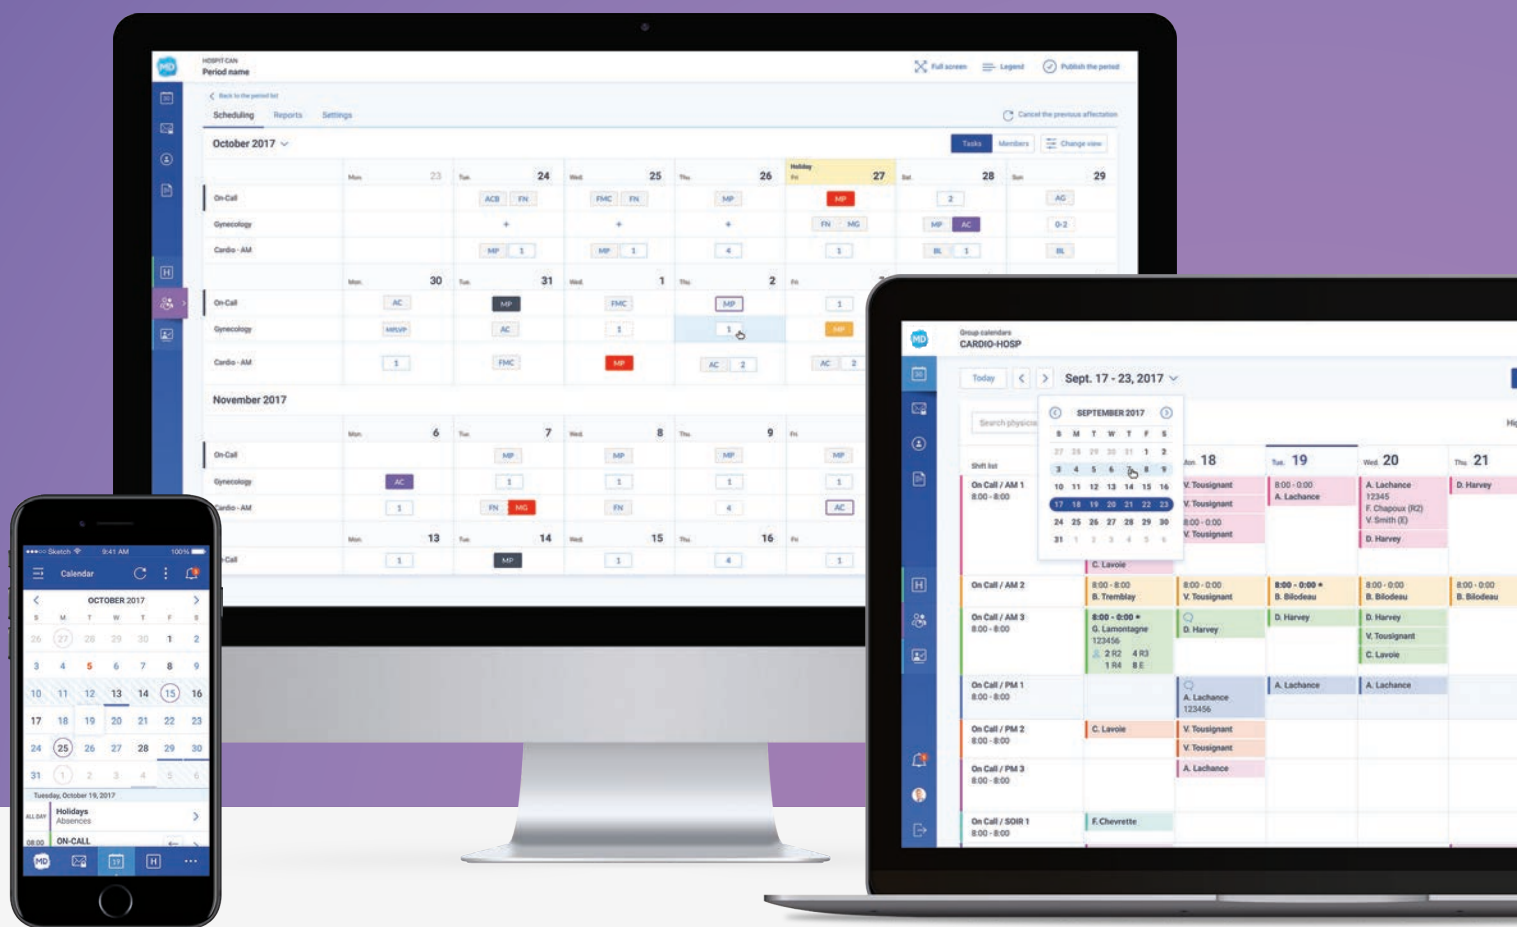 MD
HOSPITCAN
Period name
Full screen
Legend
Publish the period
Back to the period list
Scheduling Reports Settings
Cancel the previous affectation
October 2017
Tasks Members Change view
Holiday
Mon. 23 Tue. 24 Wed. 25 Thu. 26 Fri 27 Sat. 28 Sun 29
On-Call ACB FN FMC FN MP MP 2 AG
Gynecology + + + FN MG MP AC 0-2
Cardio - AM MP 1 MP 1 4 1 BL 1 BL
Mon. 30 Tue. 31 Wed. 1 Thu. 2 Fri
On-Call AC MP FMC MP 1
Gynecology AC 1 1 MP
Cardio - AM 1 FMC MP AC 2 AC 2
November 2017
Mon. 6 Tue. 7 Wed. 8 Thu. 9 Fri
On-Call MP MP MP MP
Gynecology AC 1 1 1 1
Cardio - AM 1 FN MG FN 4 AC
Mon. 13 Tue. 14 Wed. 15 Thu. 16 Fri
-Call 1 MP 1 4 1
MD
Group calendars
CARDIO-HOSP
Today
Sept. 17 - 23, 2017
Search physicia
SEPTEMBER 2017
S M T W T F S
27 28 29 30 31 1 2
3 4 5 6 7 8 9
10 11 12 13 14 15 16
17 18 19 20 21 22 23
24 25 26 27 28 29 30
31 1 2 3 4 5 6
Shift list
Mon 18 Tue. 19 Wed. 20 Thu. 21
On Call / AM 1
8:00 - 8:00
C. Lavoie
V. Tousignant
V. Tousignant
8:00 - 0:00
V. Tousignant
8:00 - 0:00
A. Lachance
A. Lachance
12345
F. Chapoux (R2)
V. Smith (E)
D. Harvey
D. Harvey
On Call / AM 2
8:00 - 8:00
B. Tremblay
8:00 - 0:00
V. Tousignant
8:00 - 0:00 *
B. Bilodeau
8:00 - 0:00
B. Bilodeau
8:00 - 0:00
B. Bilodeau
On Call / AM 3
8:00 - 8:00
8:00 - 0:00 *
G. Lamontagne
123456
2 R2 4 R3
1 R4 8 E
D. Harvey
D. Harvey
D. Harvey
V. Tousignant
C. Lavoie
On Call / PM 1
8:00 - 8:00
A. Lachance
123456
A. Lachance
A. Lachance
On Call / PM 2
8:00 - 8:00
C. Lavoie
V. Tousignant
V. Tousignant
On Call / PM 3
8:00 - 8:00
A. Lachance
On Call / SOIR 1
8:00 - 8:00
F. Chevrette
Sketch 9:41 AM 100%
Calendar
OCTOBER 2017
S M T W T F S
26 27 28 29 30 1 2
3 4 5 6 7 8 9
10 11 12 13 14 15 16
17 18 19 20 21 22 23
24 25 26 27 28 29 30
31 1 2 3 4 5 6
Tuesday, October 19, 2017
ALL DAY Holidays
Absences
08:00 ON-CALL
MD 17 H